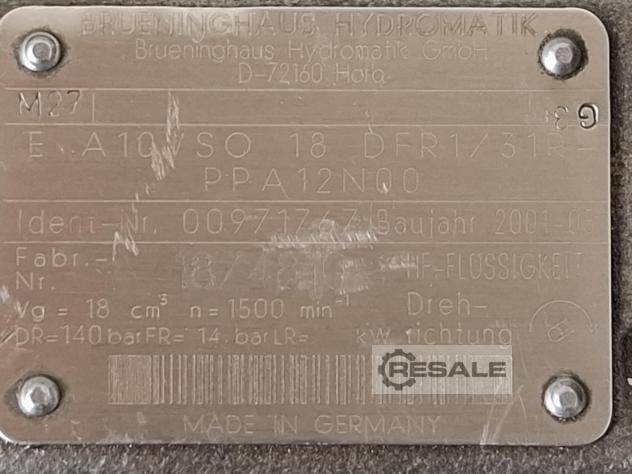 BRUENINGHAUS HYDROMATIK
Brueninghaus Hydromatik GmbH
D-72160 Horb
M27 G3
E A10VSO 18 DFR1/31R-
PPA12N00
Ident-Nr. Baujahr 2001-05
Fabr.- HF-FLÜSSIGKEIT
Nr.
Vg = 18 cm³ n = 1500 min⁻¹ Dreh-
DR=140 bar FR= 14. bar LR= kW richtung
RESALE
MADE IN GERMANY